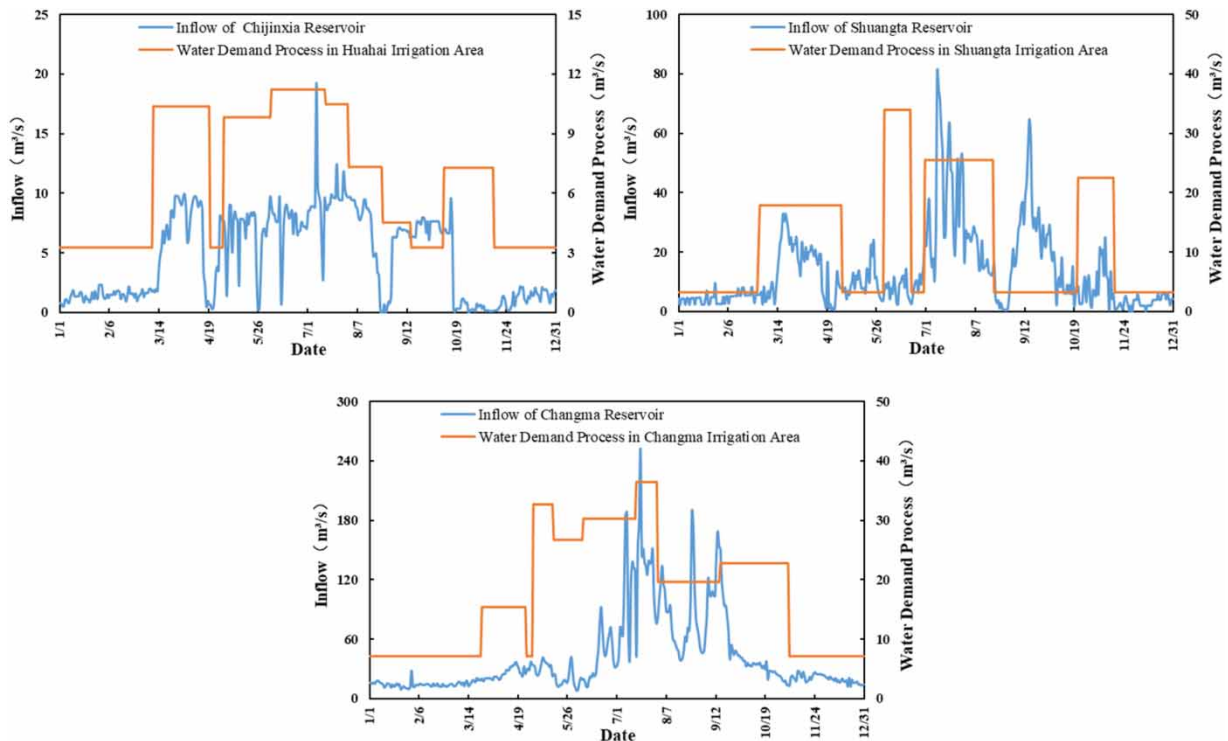 Inflow of Chijinxia Reservoir
Water Demand Process in Huahai Irrigation Area
Inflow（m³/s）
25
20
15
10
5
0
Water Demand Process（m³/s）
15
12
9
6
3
0
1/1 2/6 3/14 4/19 5/26 7/1 8/7 9/12 10/19 11/24 12/31
Date
Inflow of Shuangta Reservoir
Water Demand Process in Shuangta Irrigation Area
Inflow（m³/s）
100
80
60
40
20
0
Water Demand Process（m³/s）
50
40
30
20
10
0
1/1 2/6 3/14 4/19 5/26 7/1 8/7 9/12 10/19 11/24 12/31
Date
Inflow of Changma Reservoir
Water Demand Process in Changma Irrigation Area
Inflow（m³/s）
300
240
180
120
60
0
Water Demand Process（m³/s）
50
40
30
20
10
0
1/1 2/6 3/14 4/19 5/26 7/1 8/7 9/12 10/19 11/24 12/31
Date